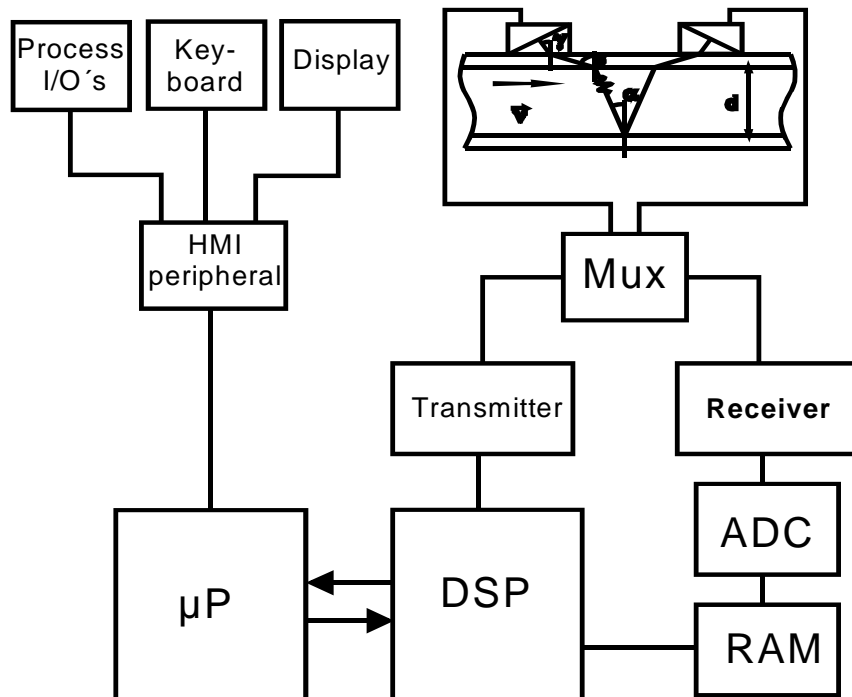 Process
I/O´s
Key-
board
Display
α
d
HMI
peripheral
Mux
Transmitter
Receiver
ADC
µP
DSP
RAM